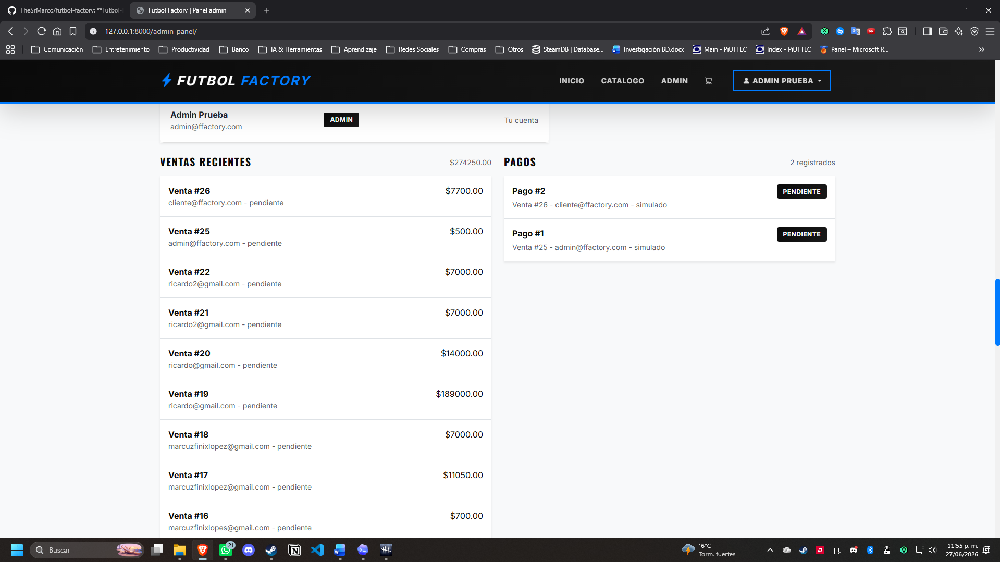 TheSrMarco/futbol-factory: **Futbol-
Futbol Factory | Panel admin
127.0.0.1:8000/admin-panel/
Comunicación
Entretenimiento
Productividad
Banco
IA & Herramientas
Aprendizaje
Redes Sociales
Compras
Otros
SteamDB | Database...
Investigación BD.docx
Main - PiUTTEC
Index - PiUTTEC
Panel – Microsoft R...
FUTBOL FACTORY
INICIO
CATALOGO
ADMIN
ADMIN PRUEBA
Admin Prueba
admin@ffactory.com
ADMIN
Tu cuenta
VENTAS RECIENTES
$274250.00
Venta #26
$7700.00
cliente@ffactory.com - pendiente
Venta #25
$500.00
admin@ffactory.com - pendiente
Venta #22
$7000.00
ricardo2@gmail.com - pendiente
Venta #21
$7000.00
ricardo2@gmail.com - pendiente
Venta #20
$14000.00
ricardo@gmail.com - pendiente
Venta #19
$189000.00
ricardo@gmail.com - pendiente
Venta #18
$7000.00
marcuzfinixlopez@gmail.com - pendiente
Venta #17
$11050.00
marcuzfinixlopez@gmail.com - pendiente
Venta #16
$700.00
marcuzfinixlopes@gmail.com - pendiente
PAGOS
2 registrados
Pago #2
PENDIENTE
Venta #26 - cliente@ffactory.com - simulado
Pago #1
PENDIENTE
Venta #25 - admin@ffactory.com - simulado
Buscar
21
16°C
Torm. fuertes
11:55 p. m.
27/06/2026